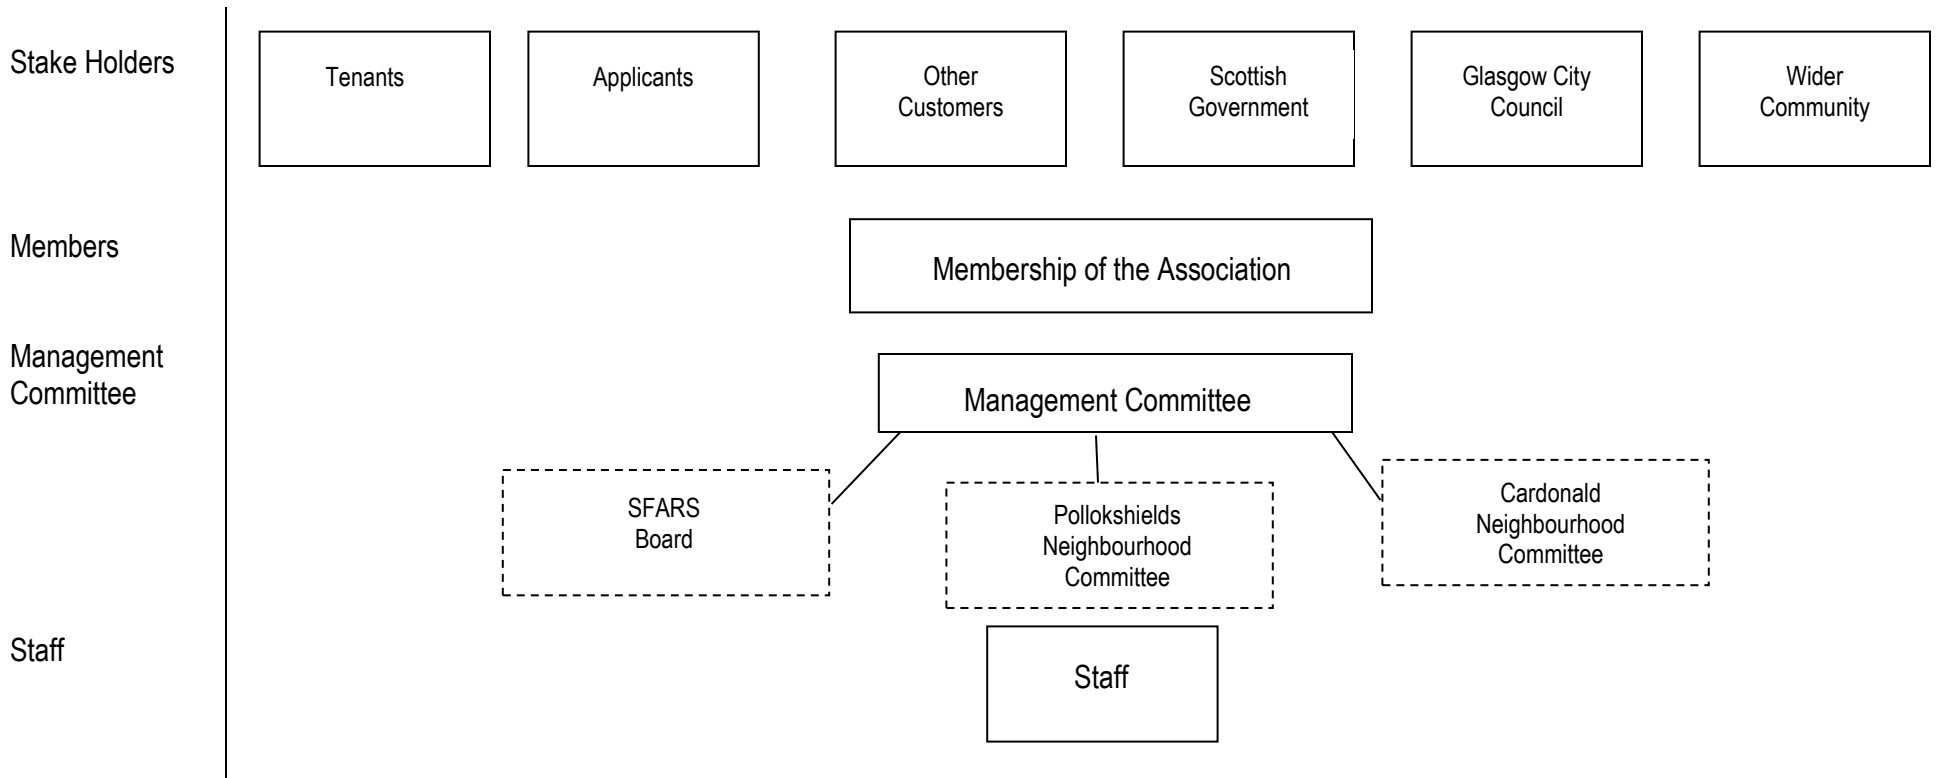 Stake Holders
Tenants
Applicants
Other
Customers
Scottish
Government
Glasgow City
Council
Wider
Community
Members
Membership of the Association
Management
Committee
Management Committee
SFARS
Board
Pollokshields
Neighbourhood
Committee
Cardonald
Neighbourhood
Committee
Staff
Staff